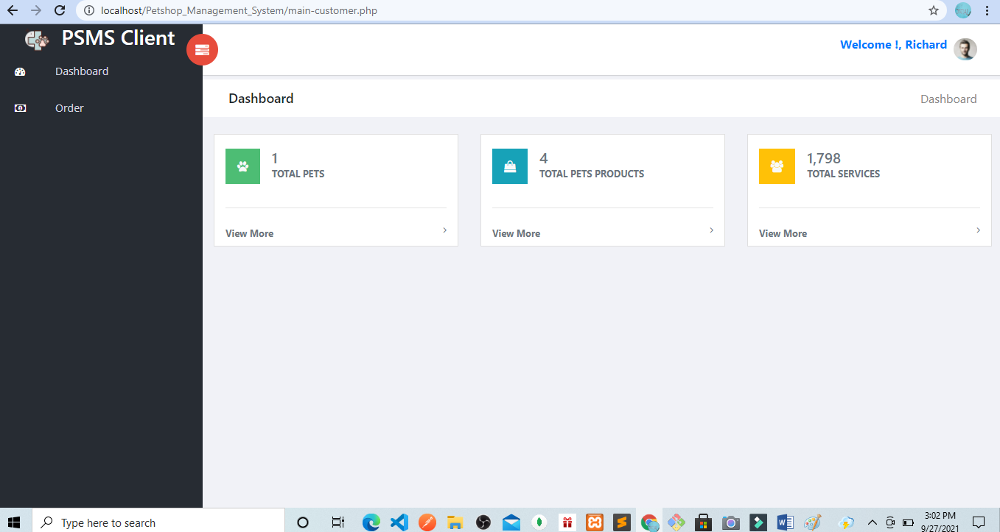 localhost/Petshop_Management_System/main-customer.php
PSMS Client
Welcome !, Richard
Dashboard
Order
Dashboard
Dashboard
1
TOTAL PETS
View More
4
TOTAL PETS PRODUCTS
View More
1,798
TOTAL SERVICES
View More
Type here to search
3:02 PM
9/27/2021